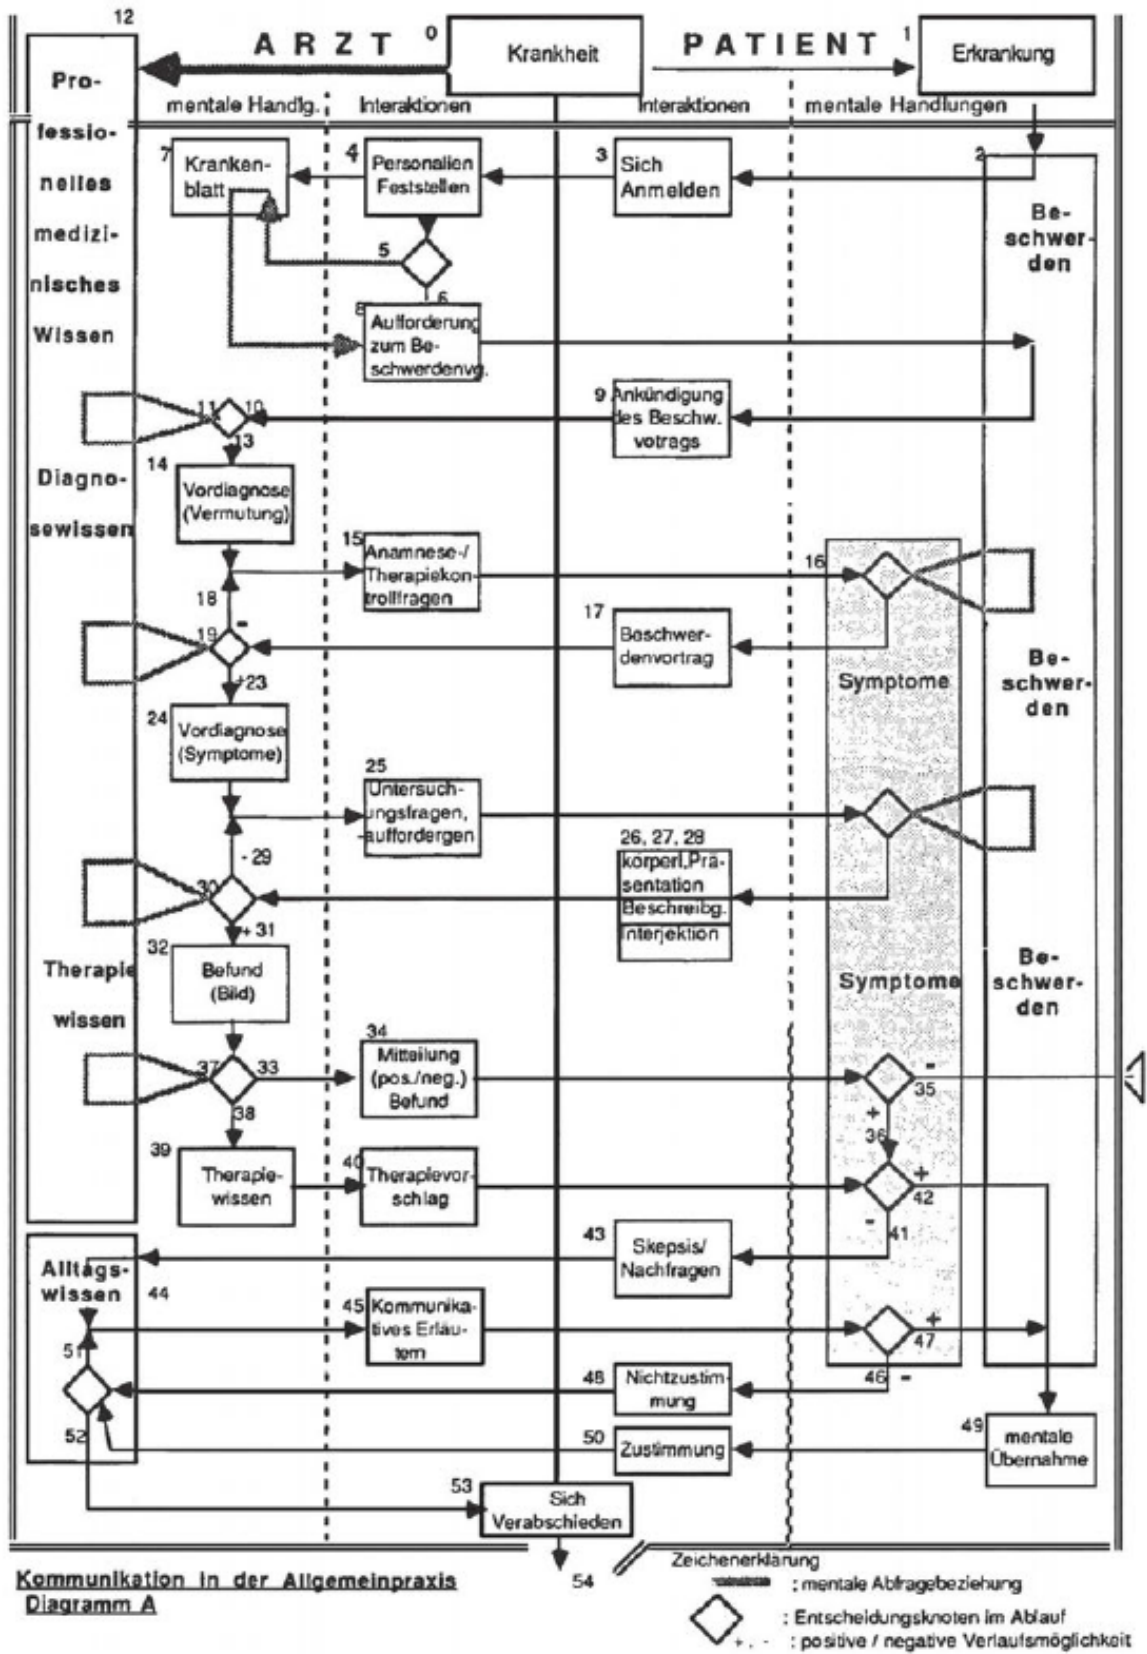 12
ARZT
0
Krankheit
PATIENT
1
Erkrankung
mentale Handlg.
Interaktionen
Interaktionen
mentale Handlungen
Pro-
fessio-
nelles
medizi-
nisches
Wissen
7
Kranken-
blatt
4
Personalien
Feststellen
3
Sich
Anmelden
2
Be-
schwer-
den
5
6
8
Aufforderung
zum Be-
schwerdenvg.
9
Ankündigung
des Beschw.
votrags
11
10
13
Diagno-
sewissen
14
Vordiagnose
(Vermutung)
15
Anamnese-/
Therapiekon
trollfragen
16
17
Beschwer-
denvortrag
18
-
19
+23
Symptome
Be-
schwer-
den
24
Vordiagnose
(Symptome)
25
Untersuch-
ungsfragen,
-auffordergen
26, 27, 28
körperl.Prä-
sentation
Beschreibg.
Interjektion
- 29
30
+ 31
32
Befund
(Bild)
Therapie
wissen
Symptome
Be-
schwer-
den
34
Mitteilung
(pos./neg.)
Befund
37
33
38
-
35
+
36
39
Therapie-
wissen
40
Therapievor-
schlag
+
42
-
41
43
Skepsis/
Nachfragen
Alltags-
wissen
44
45
Kommunika-
tives Erläu-
tern
+
47
46 -
48
Nichtzustim-
mung
51
52
50
Zustimmung
49
mentale
Übernahme
53
Sich
Verabschieden
54
Kommunikation in der Allgemeinpraxis
Diagramm A
Zeichenerklärung
: mentale Abfragebeziehung
: Entscheidungsknoten im Ablauf
+ , - : positive / negative Verlaufsmöglichkeit